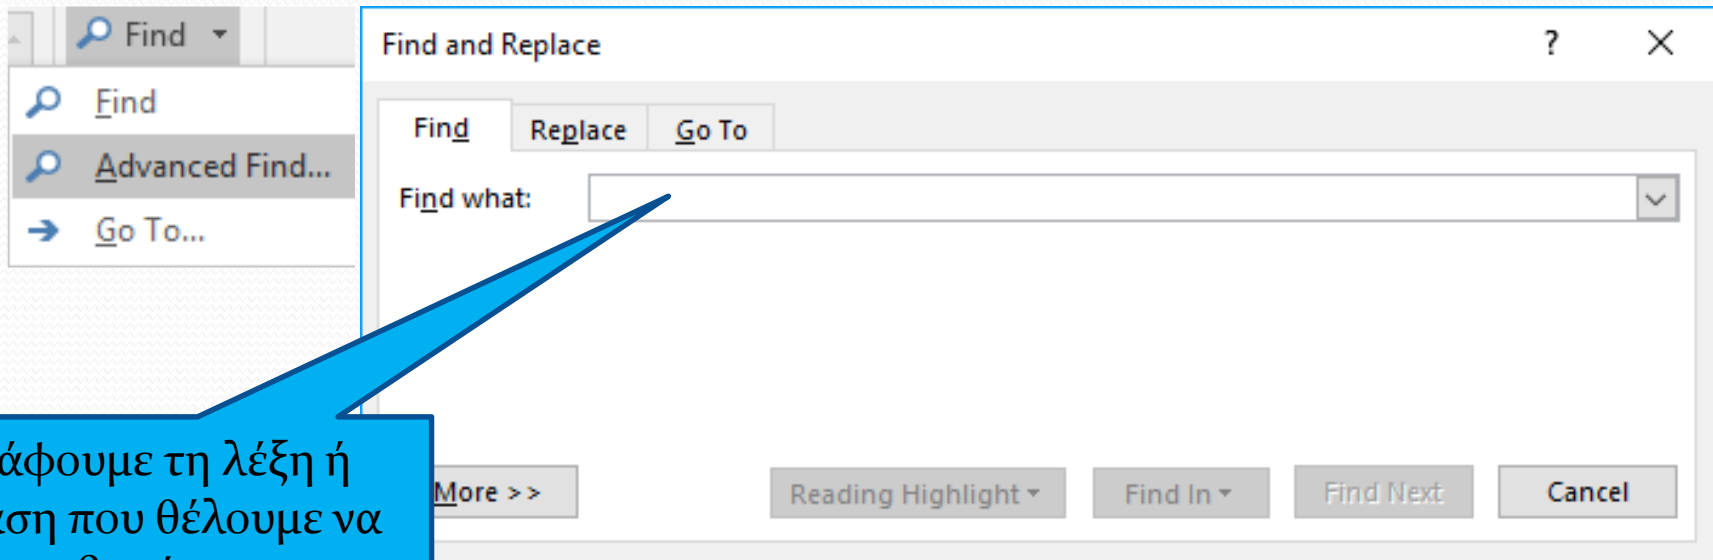 Find
Find
Advanced Find...
Go To...
Find and Replace
?
Find Replace Go To
Find what:
άφουμε τη λέξη ή
ση που θέλουμε να
More >>
Reading Highlight
Find In
Find Next
Cancel